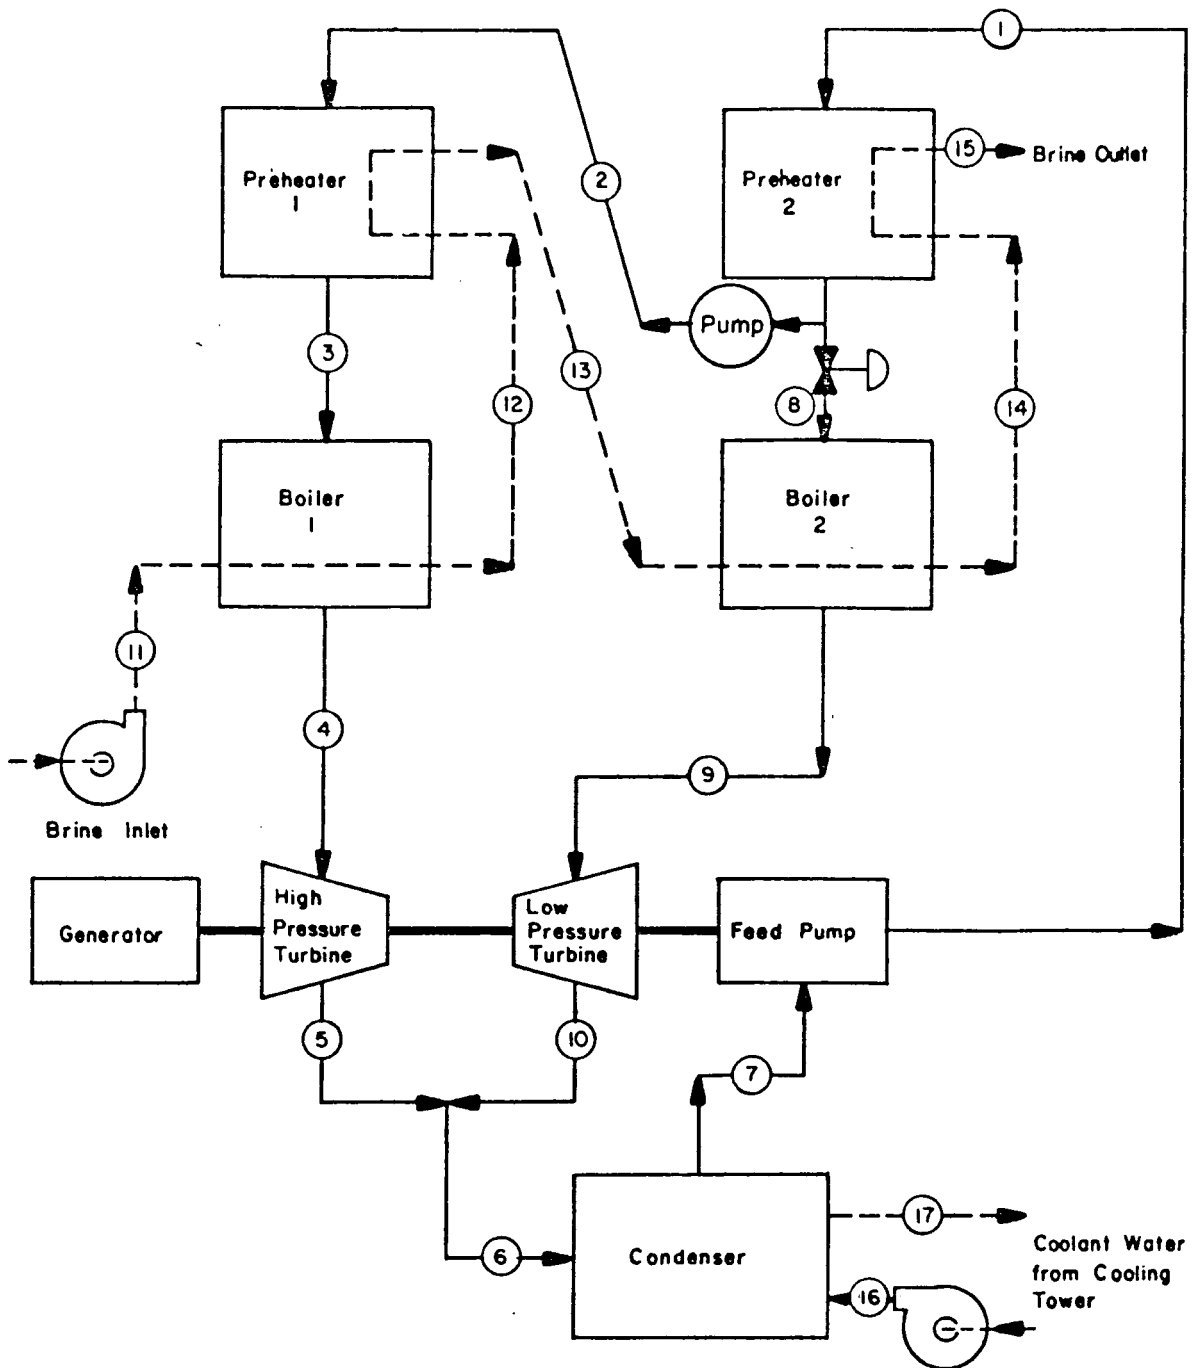 1
Preheater
1
2
Preheater
2
15
Brine Outlet
Pump
3
13
12
8
14
Boiler
1
Boiler
2
11
4
9
Brine Inlet
Generator
High
Pressure
Turbine
Low
Pressure
Turbine
Feed Pump
5
10
7
17
6
Condenser
Coolant Water
from Cooling
Tower
16